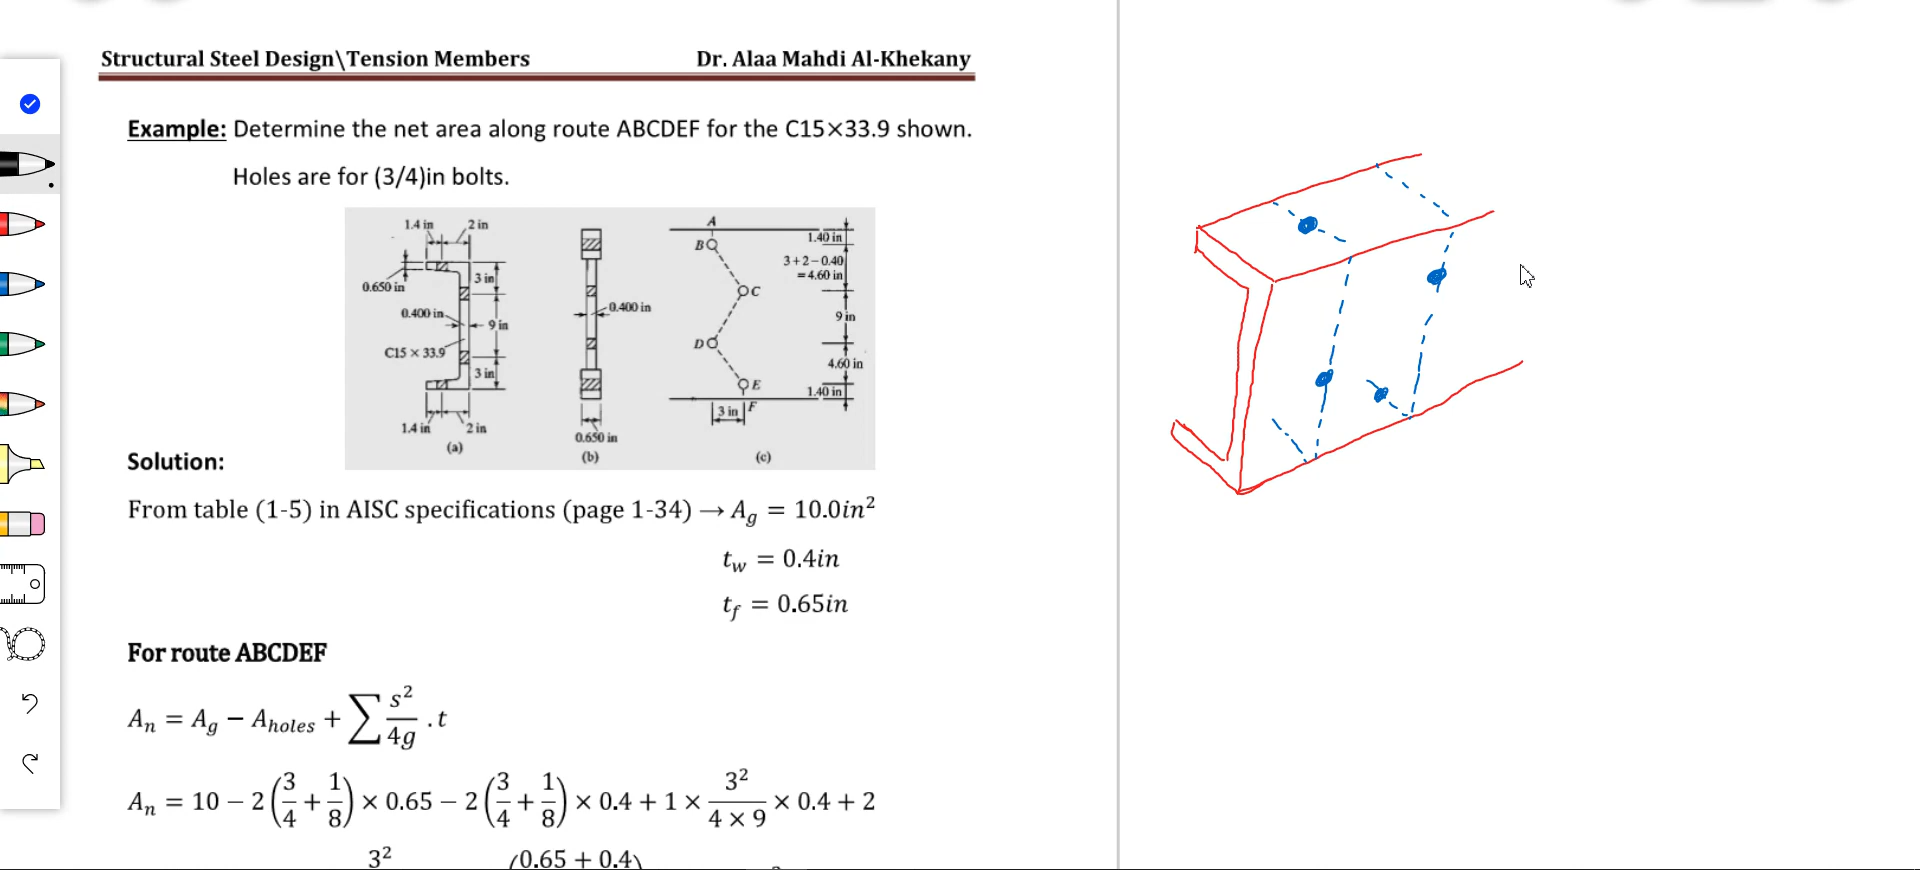 Structural Steel Design\Tension Members Dr. Alaa Mahdi Al-Khekany
Example: Determine the net area along route ABCDEF for the C15×33.9 shown.
Holes are for (3/4)in bolts.
1.4 in 2 in
3 in
0.650 in
0.400 in
9 in
C15 × 33.9
3 in
1.4 in 2 in
(a)
0.400 in
0.650 in
(b)
A
B
C
D
E
F
3 in
1.40 in
3 + 2 − 0.40
= 4.60 in
9 in
4.60 in
1.40 in
(c)
Solution:
From table (1-5) in AISC specifications (page 1-34) → A_g = 10.0in²
t_w = 0.4in
t_f = 0.65in
For route ABCDEF
A_n = A_g − A_holes + ∑ s²/4g . t
A_n = 10 − 2(3/4 + 1/8) × 0.65 − 2(3/4 + 1/8) × 0.4 + 1 × 3²/(4 × 9) × 0.4 + 2
3² (0.65 + 0.4)